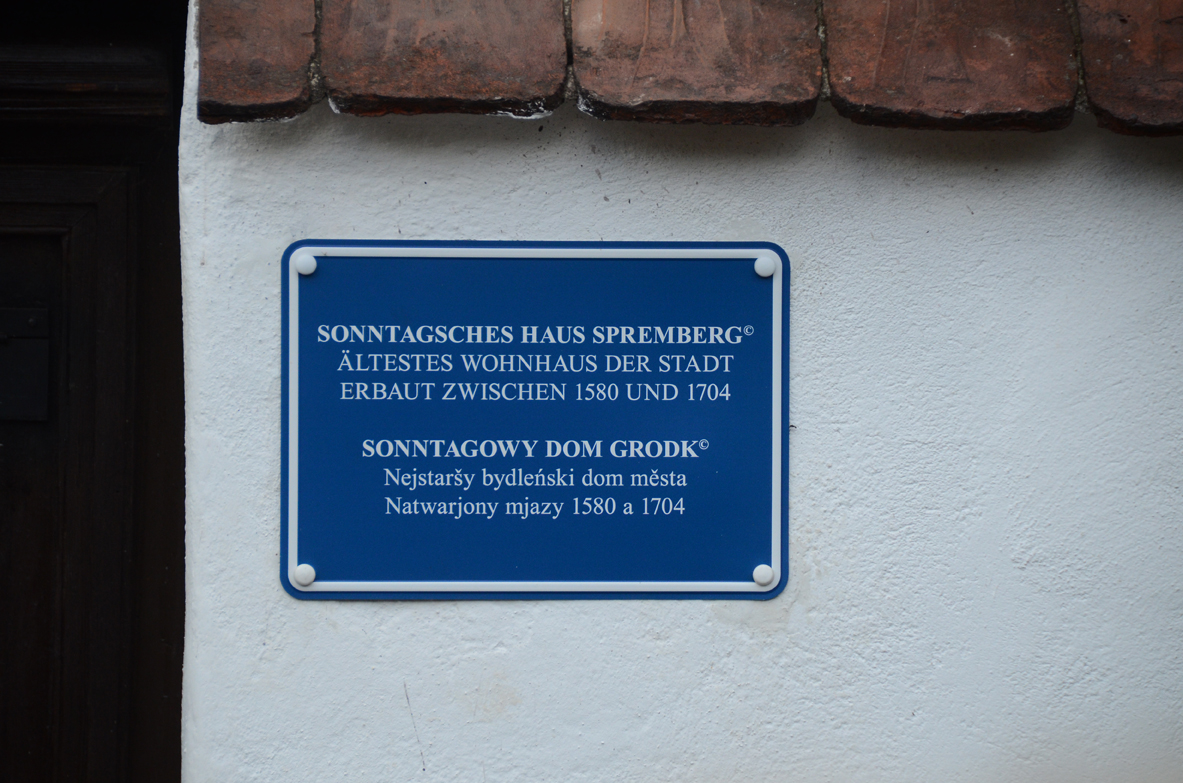 SONNTAGSCHES HAUS SPREMBERG©
ÄLTESTES WOHNHAUS DER STADT
ERBAUT ZWISCHEN 1580 UND 1704
SONNTAGOWY DOM GRODK©
Nejstaršy bydleński dom města
Natwarjony mjazy 1580 a 1704